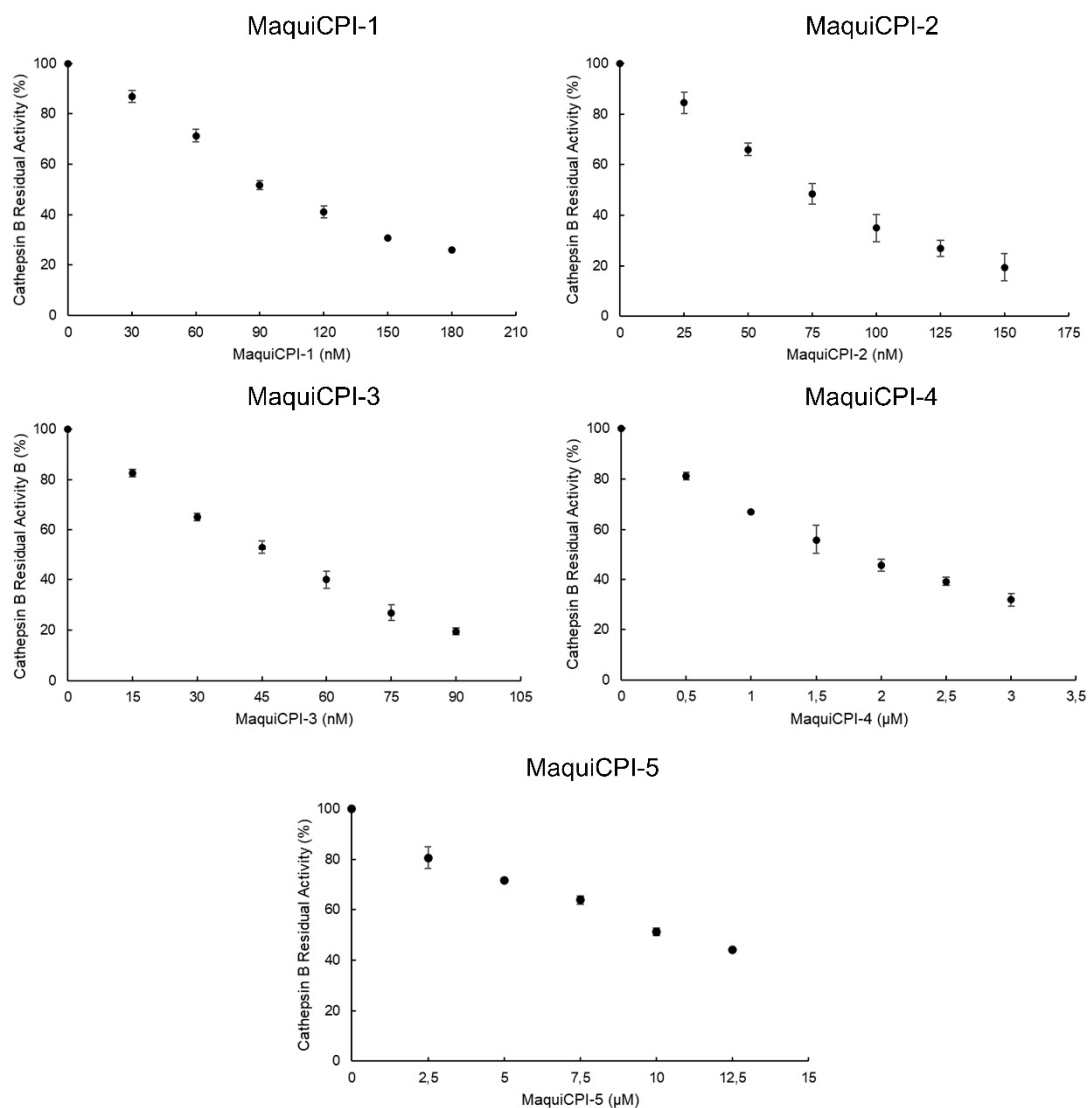 MaquiCPI-1
Cathepsin B Residual Activity (%)
100
80
60
40
20
0
0 30 60 90 120 150 180 210
MaquiCPI-1 (nM)
MaquiCPI-2
Cathepsin B Residual Activity (%)
100
80
60
40
20
0
0 25 50 75 100 125 150 175
MaquiCPI-2 (nM)
MaquiCPI-3
Cathepsin B Residual Activity B (%)
100
80
60
40
20
0
0 15 30 45 60 75 90 105
MaquiCPI-3 (nM)
MaquiCPI-4
Cathepsin B Residual Activity (%)
100
80
60
40
20
0
0 0,5 1 1,5 2 2,5 3 3,5
MaquiCPI-4 (µM)
MaquiCPI-5
Cathepsin B Residual Activity (%)
100
80
60
40
20
0
0 2,5 5 7,5 10 12,5 15
MaquiCPI-5 (µM)